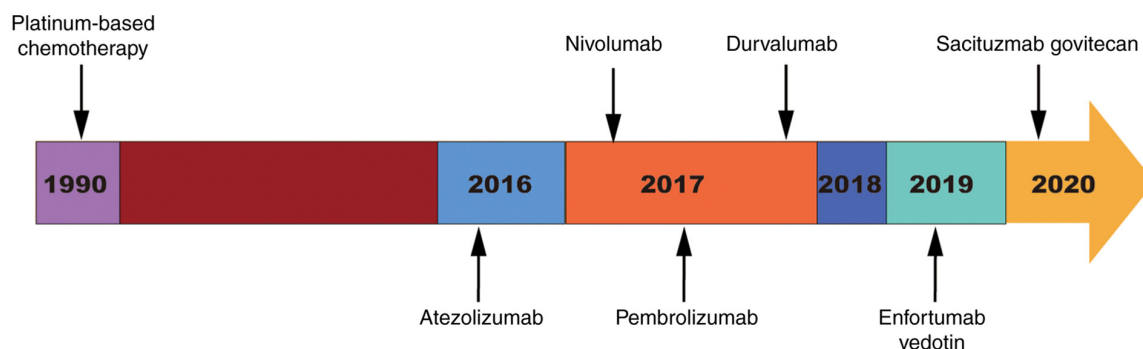 Platinum-based
chemotherapy
Nivolumab
Durvalumab
Sacituzmab govitecan
1990
2016
2017
2018
2019
2020
Atezolizumab
Pembrolizumab
Enfortumab
vedotin